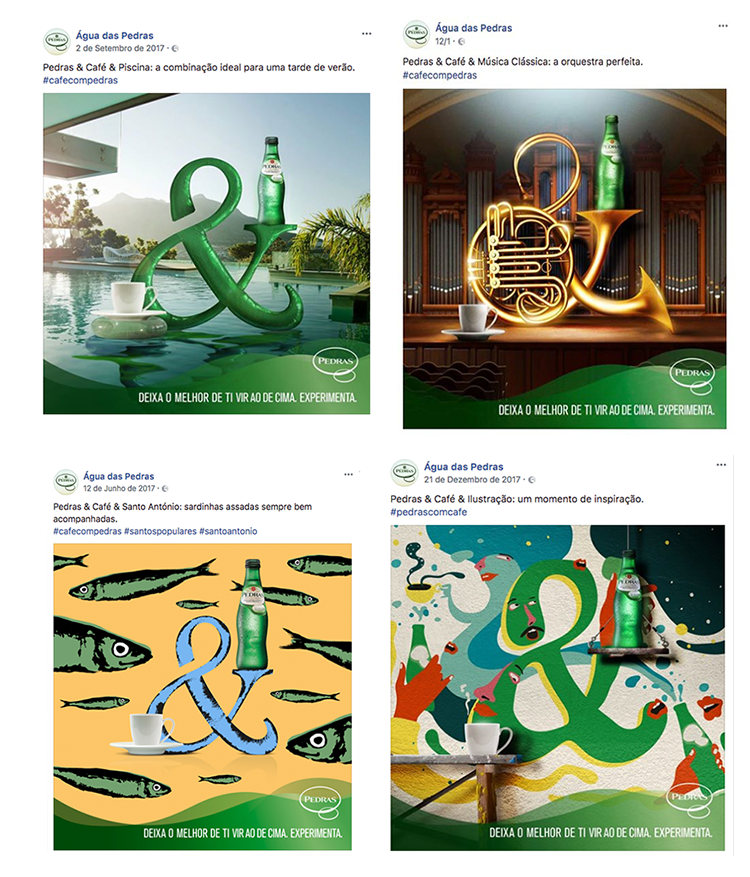 Água das Pedras
2 de Setembro de 2017
Pedras & Café & Piscina: a combinação ideal para uma tarde de verão.
#cafecompedras
&
PEDRAS
PEDRAS
DEIXA O MELHOR DE TI VIR AO DE CIMA. EXPERIMENTA.
Água das Pedras
12/1
Pedras & Café & Música Clássica: a orquestra perfeita.
#cafecompedras
&
PEDRAS
PEDRAS
DEIXA O MELHOR DE TI VIR AO DE CIMA. EXPERIMENTA.
Água das Pedras
12 de Junho de 2017
Pedras & Café & Santo António: sardinhas assadas sempre bem
acompanhadas.
#cafecompedras #santospopulares #santoantonio
&
PEDRAS
PEDRAS
DEIXA O MELHOR DE TI VIR AO DE CIMA. EXPERIMENTA.
Água das Pedras
21 de Dezembro de 2017
Pedras & Café & Ilustração: um momento de inspiração.
#pedrascomcafe
&
PEDRAS
PEDRAS
DEIXA O MELHOR DE TI VIR AO DE CIMA. EXPERIMENTA.